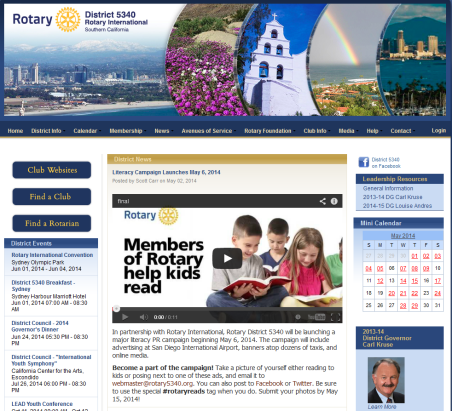 Rotary
District 5340
Rotary International
Southern California
Home District Info Calendar Membership News Avenues of Service Rotary Foundation Club Info Media Help Contact Login
Club Websites
Find a Club
Find a Rotarian
District Events
Rotary International Convention
Sydney Olympic Park
Jun 01, 2014 - Jun 04, 2014
District 5340 Breakfast -
Sydney
Sydney Harbour Marriott Hotel
Jun 01, 2014 07:00 AM - 08:30
AM
District Council - 2014
Governor's Dinner
Jun 24, 2014 05:30 PM - 08:30
PM
District Council - "International
Youth Symphony"
California Center for the Arts,
Escondido
Jul 26, 2014 06:00 PM - 08:30
PM
LEAD Youth Conference
District News
Literacy Campaign Launches May 6, 2014
Posted by Scott Carr on May 02, 2014
final
Rotary
Members of
Rotary
help kids
read
0:00 / 0:11
YouTube
In partnership with Rotary International, Rotary District 5340 will be launching a
major literacy PR campaign beginning May 6, 2014. The campaign will include
advertising at San Diego International Airport, banners atop dozens of taxis, and
online media.
Become a part of the campaign! Take a picture of yourself either reading to
kids or posing next to one of these ads, and email it to
webmaster@rotary5340.org. You can also post to Facebook or Twitter. Be sure
to use the special #rotaryreads tag when you do. Submit your photos by May
15, 2014!
District 5340
on Facebook
Leadership Resources
General Information
2013-14 DG Carl Kruse
2014-15 DG Louise Andres
Mini Calendar
May 2014
S M T W T F S
27 28 29 30 01 02 03
04 05 06 07 08 09 10
11 12 13 14 15 16 17
18 19 20 21 22 23 24
25 26 27 28 29 30 31
2013-14
District Governor
Carl Kruse
Learn More